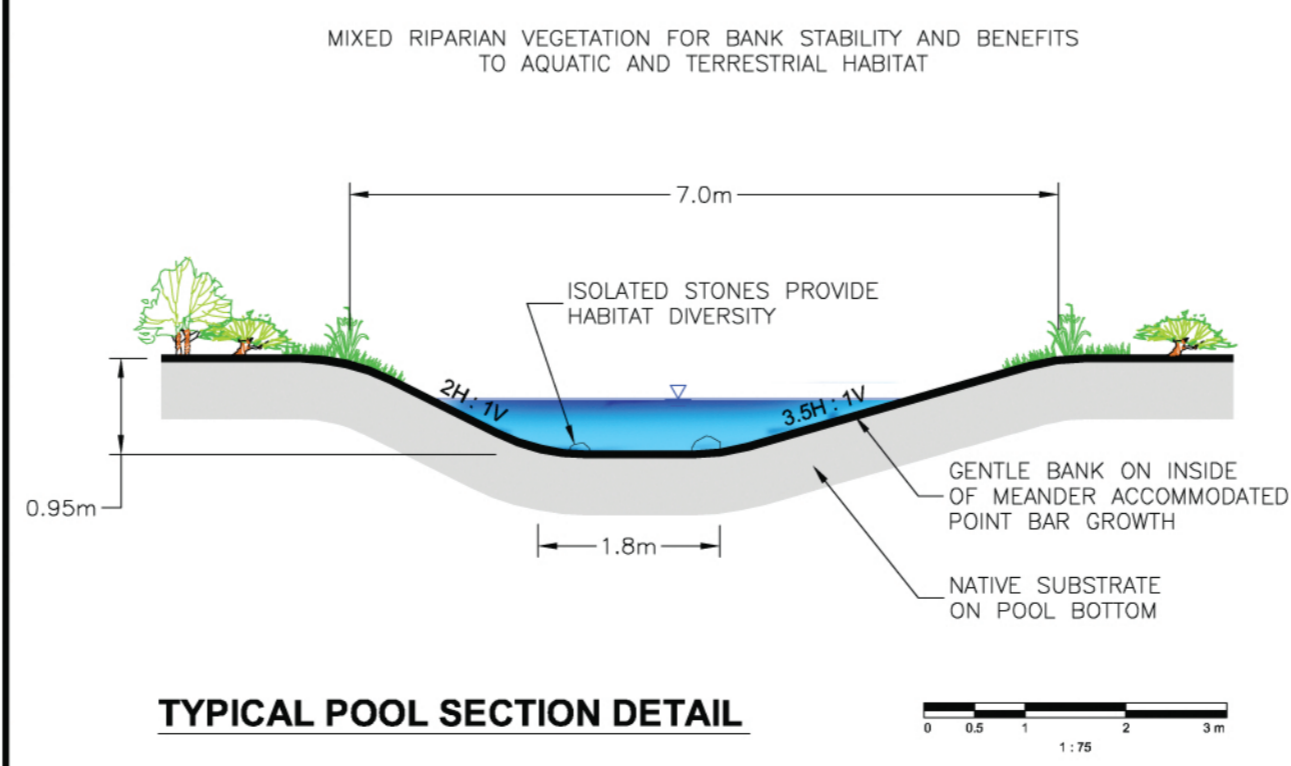 MIXED RIPARIAN VEGETATION FOR BANK STABILITY AND BENEFITS
TO AQUATIC AND TERRESTRIAL HABITAT
7.0m
ISOLATED STONES PROVIDE
HABITAT DIVERSITY
2H : 1V
3.5H : 1V
GENTLE BANK ON INSIDE
OF MEANDER ACCOMMODATED
POINT BAR GROWTH
0.95m
1.8m
NATIVE SUBSTRATE
ON POOL BOTTOM
TYPICAL POOL SECTION DETAIL
0 0.5 1 2 3 m
1 : 75